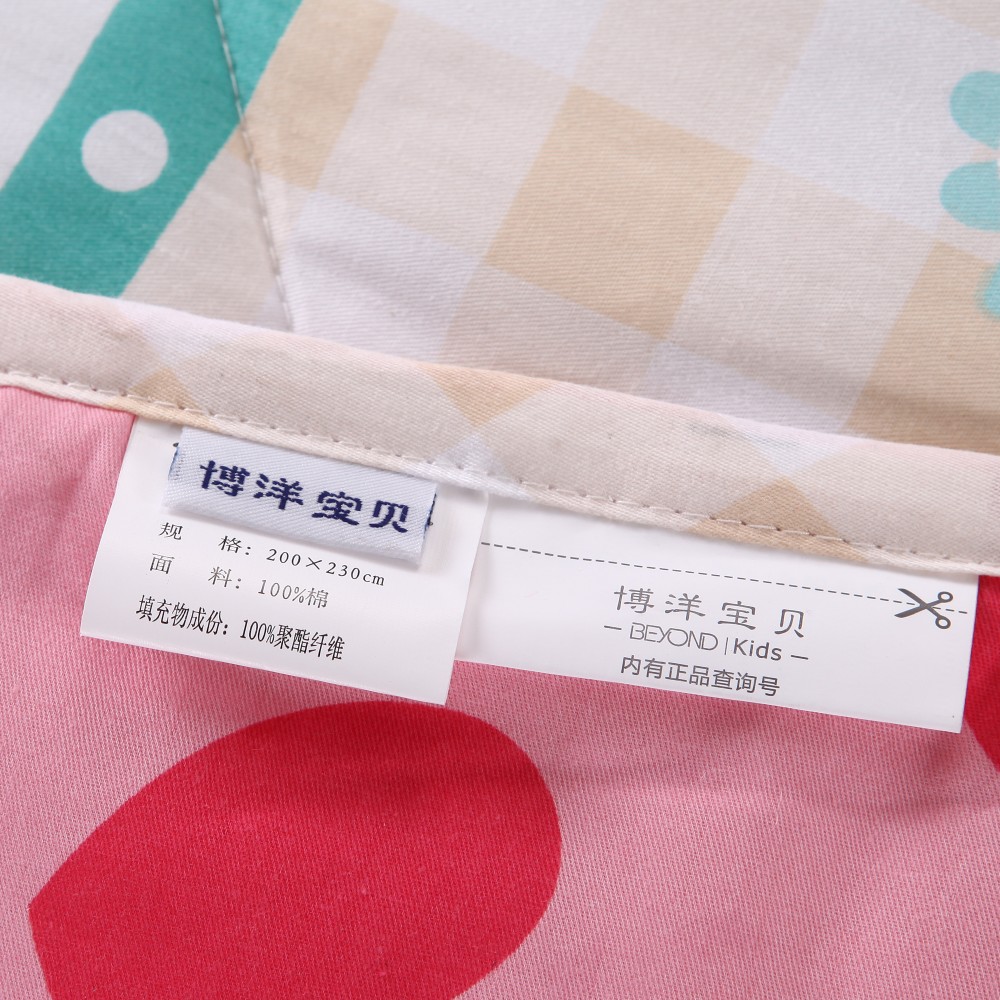 博洋宝贝
规 格：200×230cm
面 料：100%棉
填充物成份：100%聚酯纤维
博洋宝贝
— BEYOND | Kids —
内有正品查询号